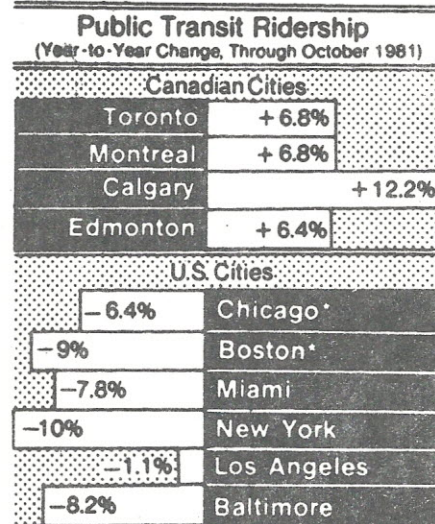 Public Transit Ridership
(Year-to-Year Change, Through October 1981)
Canadian Cities
Toronto +6.8%
Montreal +6.8%
Calgary +12.2%
Edmonton +6.4%
U.S. Cities
−6.4% Chicago*
−9% Boston*
−7.8% Miami
−10% New York
−1.1% Los Angeles
−8.2% Baltimore